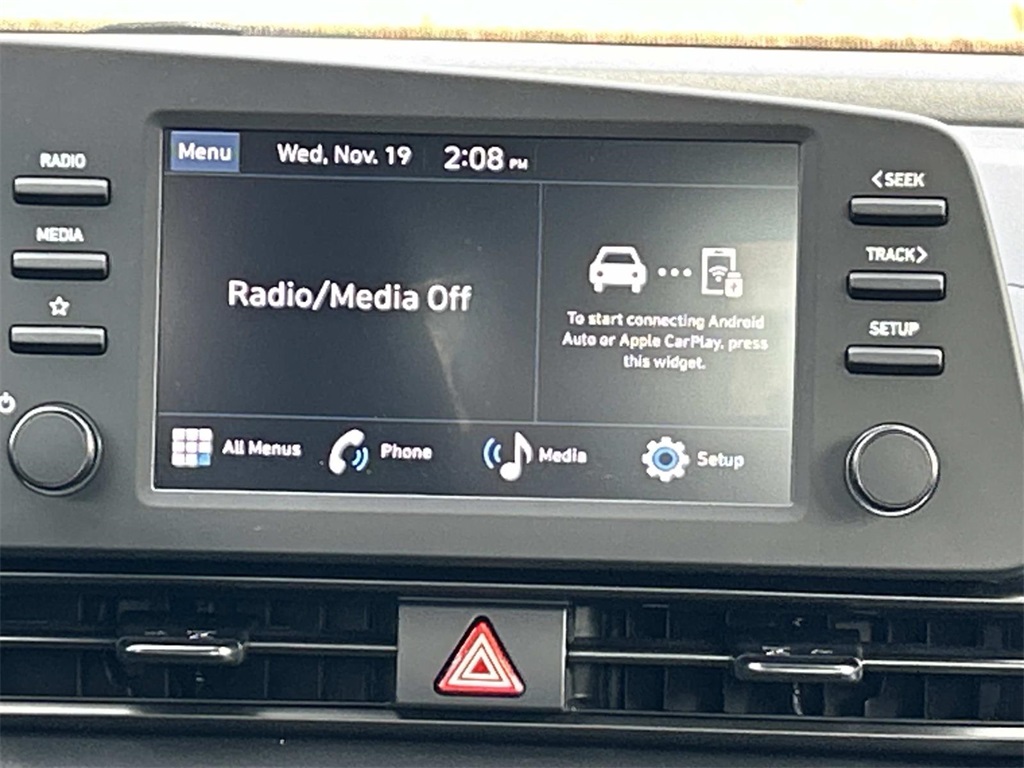 RADIO
MEDIA
Menu
Wed, Nov. 19
2:08 PM
Radio/Media Off
To start connecting Android
Auto or Apple CarPlay, press
this widget.
All Menus
Phone
Media
Setup
<SEEK
TRACK>
SETUP